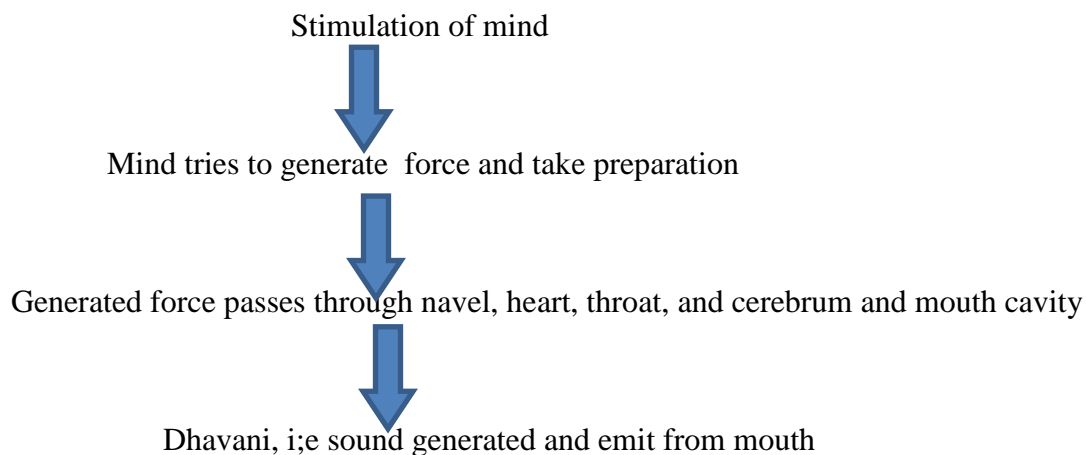 Stimulation of mind
Mind tries to generate  force and take preparation
Generated force passes through navel, heart, throat, and cerebrum and mouth cavity
Dhavani, i;e sound generated and emit from mouth